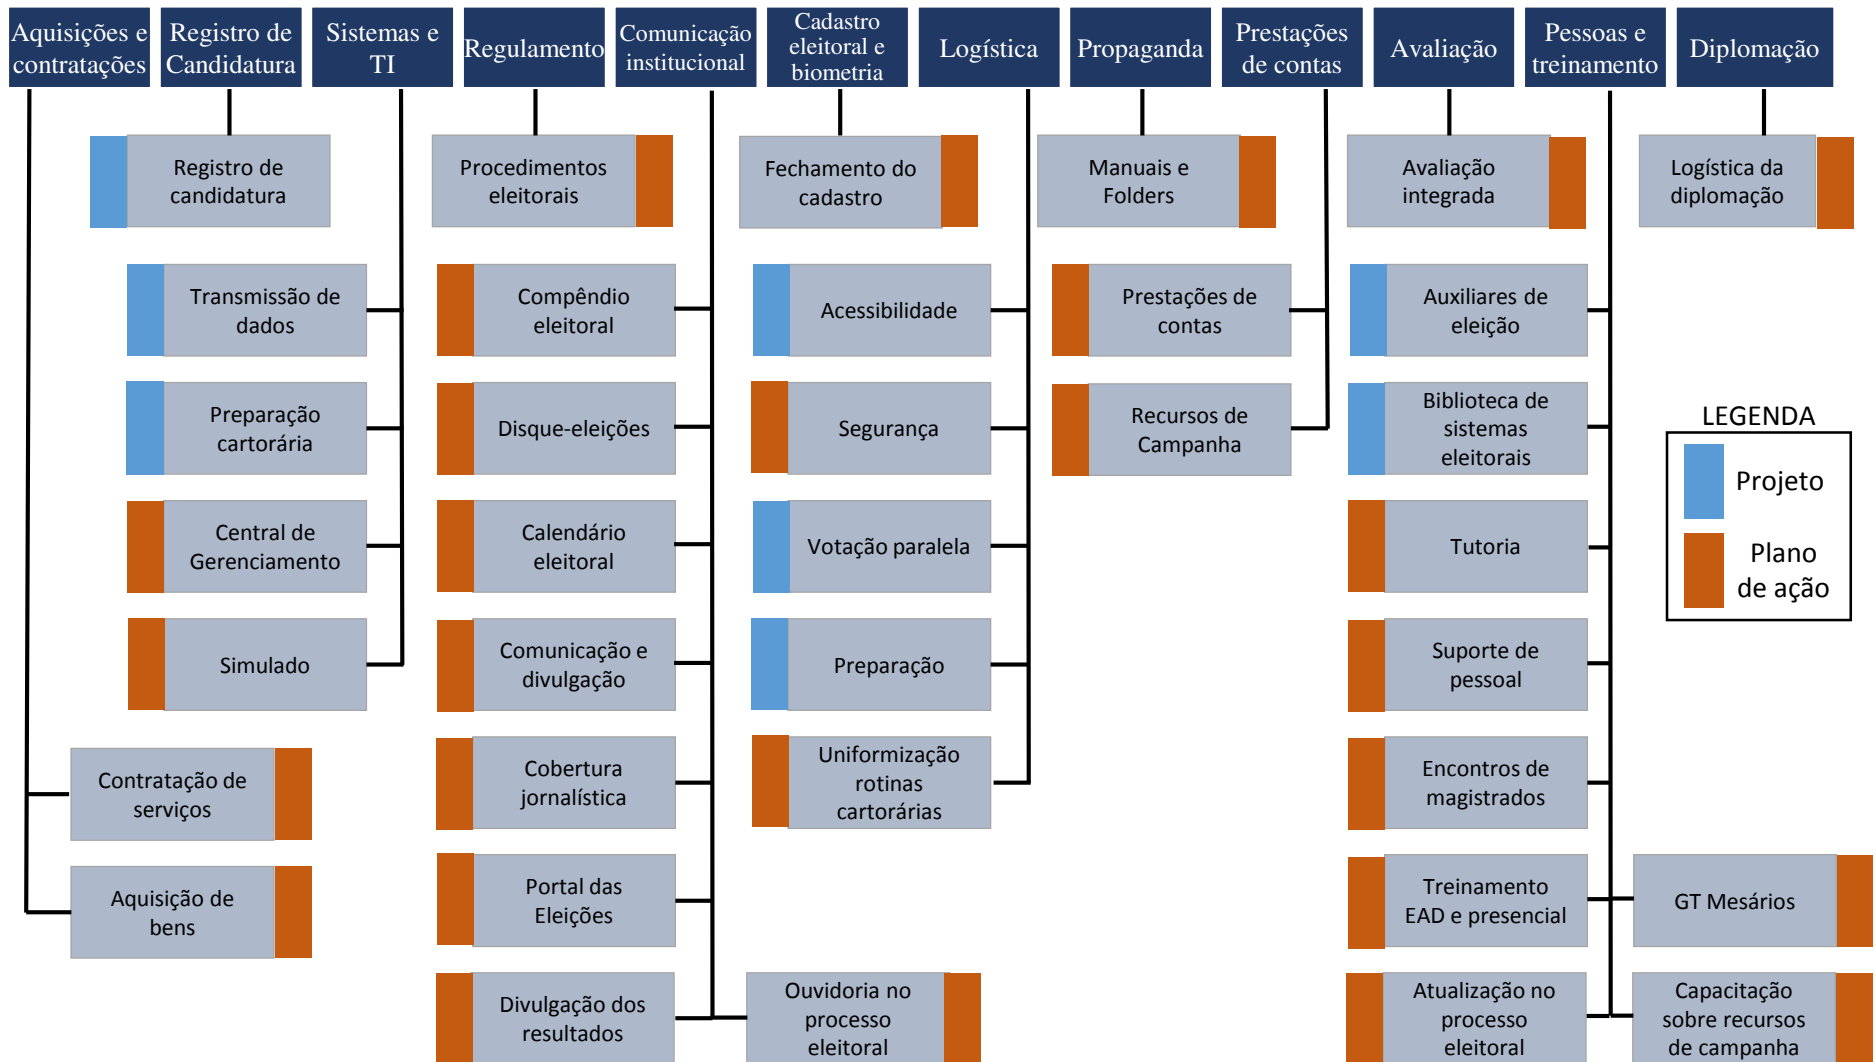 Aquisições e
contratações
Registro de
Candidatura
Sistemas e
TI
Regulamento
Comunicação
institucional
Cadastro
eleitoral e
biometria
Logística
Propaganda
Prestações
de contas
Avaliação
Pessoas e
treinamento
Diplomação
Registro de
candidatura
Procedimentos
eleitorais
Fechamento do
cadastro
Manuais e
Folders
Avaliação
integrada
Logística da
diplomação
Transmissão de
dados
Compêndio
eleitoral
Acessibilidade
Prestações de
contas
Auxiliares de
eleição
Preparação
cartorária
Disque-eleições
Segurança
Recursos de
Campanha
Biblioteca de
sistemas
eleitorais
LEGENDA
Projeto
Plano
de ação
Central de
Gerenciamento
Calendário
eleitoral
Votação paralela
Tutoria
Simulado
Comunicação e
divulgação
Preparação
Suporte de
pessoal
Contratação de
serviços
Cobertura
jornalística
Uniformização
rotinas
cartorárias
Encontros de
magistrados
Aquisição de
bens
Portal das
Eleições
Treinamento
EAD e presencial
GT Mesários
Divulgação dos
resultados
Ouvidoria no
processo
eleitoral
Atualização no
processo
eleitoral
Capacitação
sobre recursos
de campanha